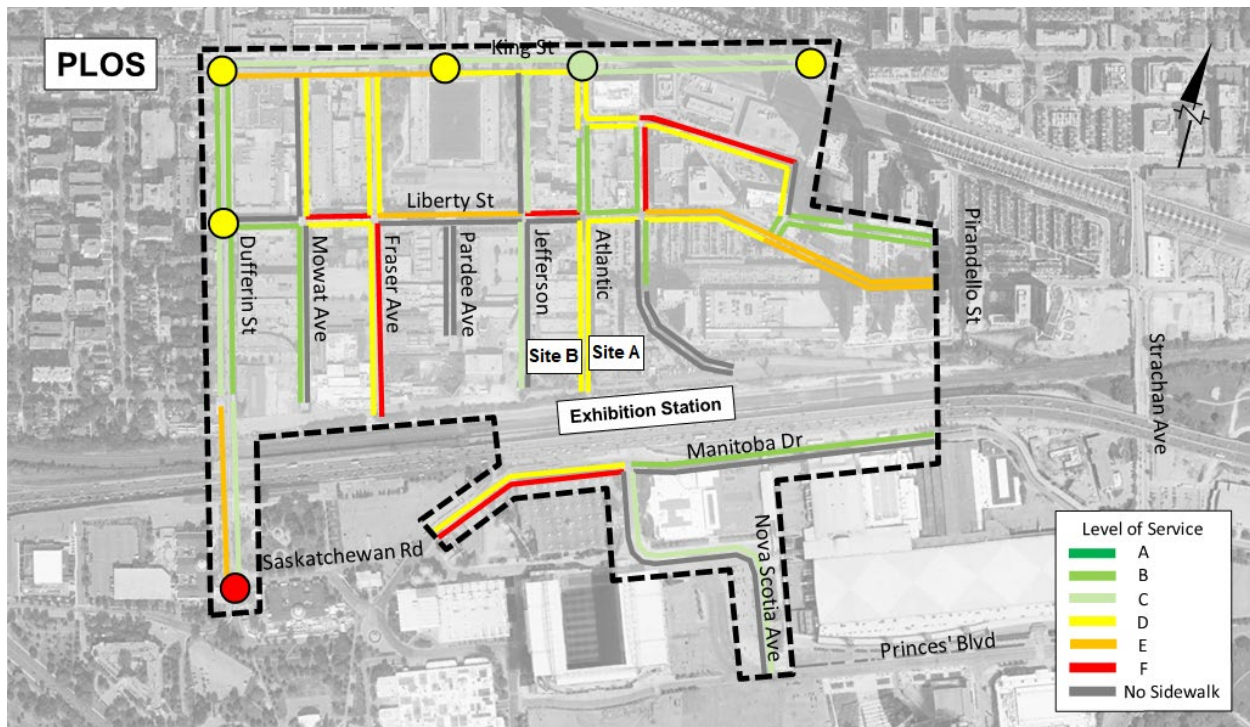 PLOS
King St
Liberty St
Dufferin St
Mowat Ave
Fraser Ave
Pardee Ave
Jefferson
Atlantic
Pirandello St
Strachan Ave
Site B
Site A
Exhibition Station
Manitoba Dr
Saskatchewan Rd
Nova Scotia Ave
Princes' Blvd
N
Level of Service
A
B
C
D
E
F
No Sidewalk